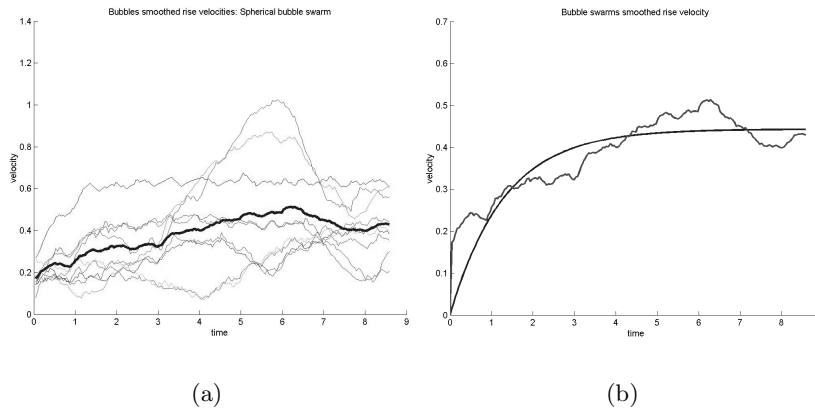 Bubbles smoothed rise velocities: Spherical bubble swarm
1.4
1.2
1
0.8
0.6
0.4
0.2
0
velocity
0 1 2 3 4 5 6 7 8 9
time
(a)
Bubble swarms smoothed rise velocity
0.7
0.6
0.5
0.4
0.3
0.2
0.1
0
velocity
0 1 2 3 4 5 6 7 8
time
(b)